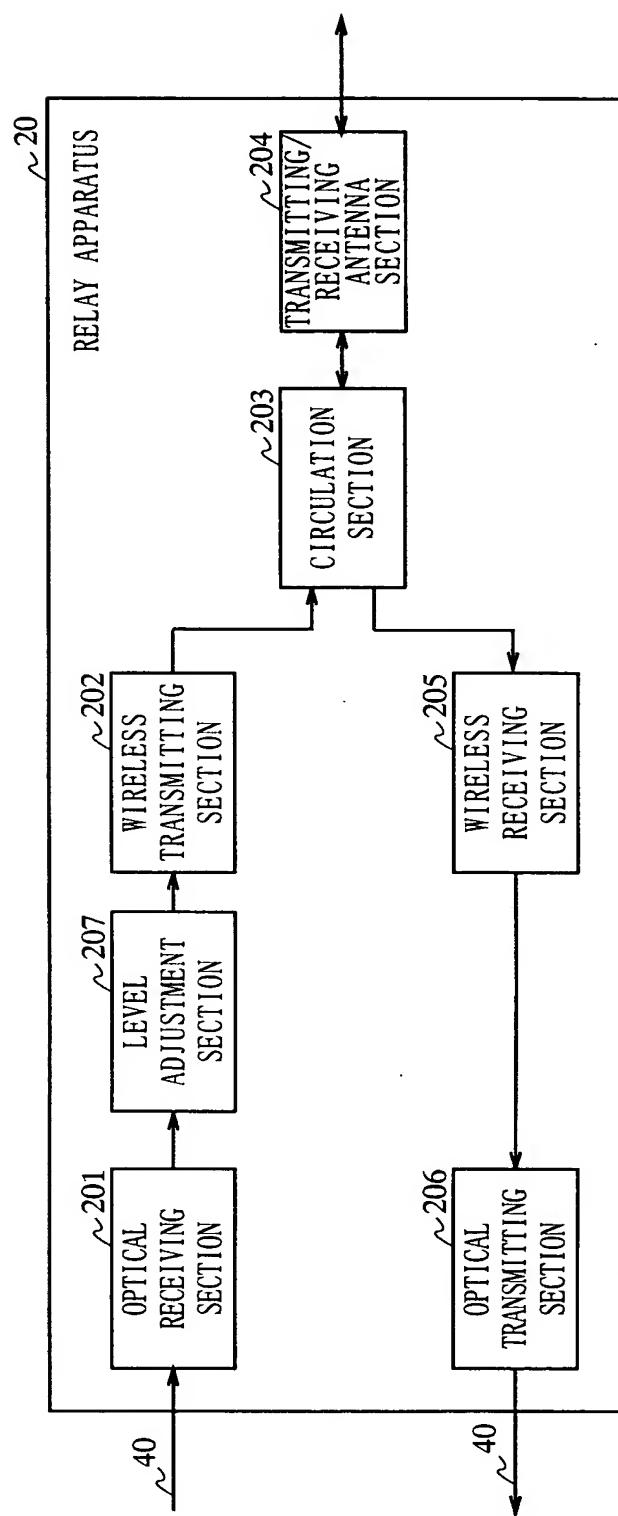 20
RELAY APPARATUS
40
201
OPTICAL
RECEIVING
SECTION
207
LEVEL
ADJUSTMENT
SECTION
202
WIRELESS
TRANSMITTING
SECTION
203
CIRCULATION
SECTION
204
TRANSMITTING/
RECEIVING
ANTENNA
SECTION
40
206
OPTICAL
TRANSMITTING
SECTION
205
WIRELESS
RECEIVING
SECTION